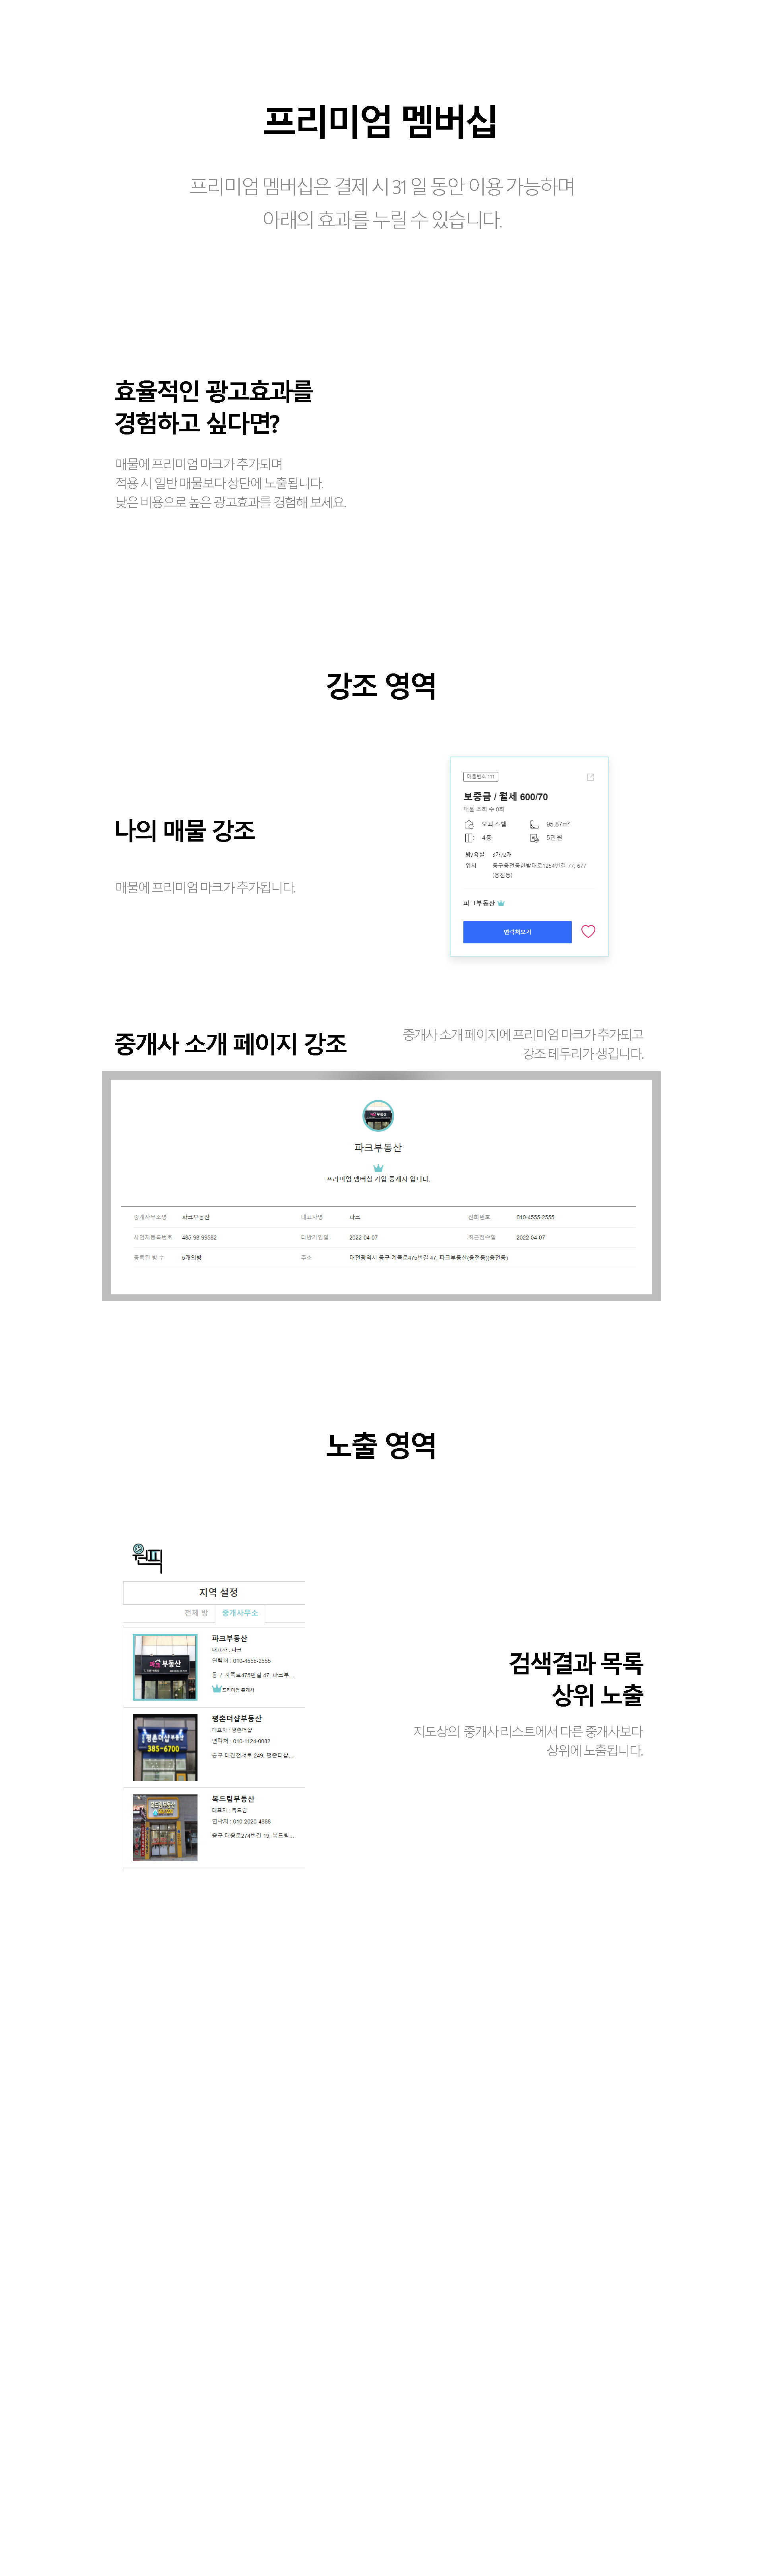 프리미엄 멤버십
프리미엄 멤버십은 결제 시 31 일 동안 이용 가능하며
아래의 효과를 누릴 수 있습니다.
효율적인 광고효과를
경험하고 싶다면?
매물에 프리미엄 마크가 추가되며
적용 시 일반 매물보다 상단에 노출됩니다.
낮은 비용으로 높은 광고효과를 경험해 보세요.
강조 영역
나의 매물 강조
매물에 프리미엄 마크가 추가됩니다.
매물번호 111
보증금 / 월세 600/70
매물 조회 수 0회
오피스텔 95.87m²
4층 5만원
방/욕실 3개/2개
위치 동구용전동한밭대로1254번길 77, 677
(용전동)
파크부동산
연락처보기
중개사 소개 페이지 강조
중개사 소개 페이지에 프리미엄 마크가 추가되고
강조 테두리가 생깁니다.
파크부동산
프리미엄 멤버십 가입 중개사 입니다.
중개사무소명 파크부동산 대표자명 파크 전화번호 010-4555-2555
사업자등록번호 485-98-99582 다방가입일 2022-04-07 최근접속일 2022-04-07
등록된 방 수 5개의방 주소 대전광역시 동구 계족로475번길 47, 파크부동산(용전동)(용전동)
노출 영역
원픽
지역 설정
전체 방 중개사무소
파크부동산
대표자 : 파크
연락처 : 010-4555-2555
동구 계족로475번길 47, 파크부...
프리미엄 중개사
평촌더샵부동산
대표자 : 평촌더샵
연락처 : 010-1124-0082
중구 대전천서로 249, 평촌더샵...
평촌더샵부동산
385-6700
복드림부동산
대표자 : 복드림
연락처 : 010-2020-4888
중구 대종로274번길 19, 복드림...
검색결과 목록
상위 노출
지도상의 중개사 리스트에서 다른 중개사보다
상위에 노출됩니다.